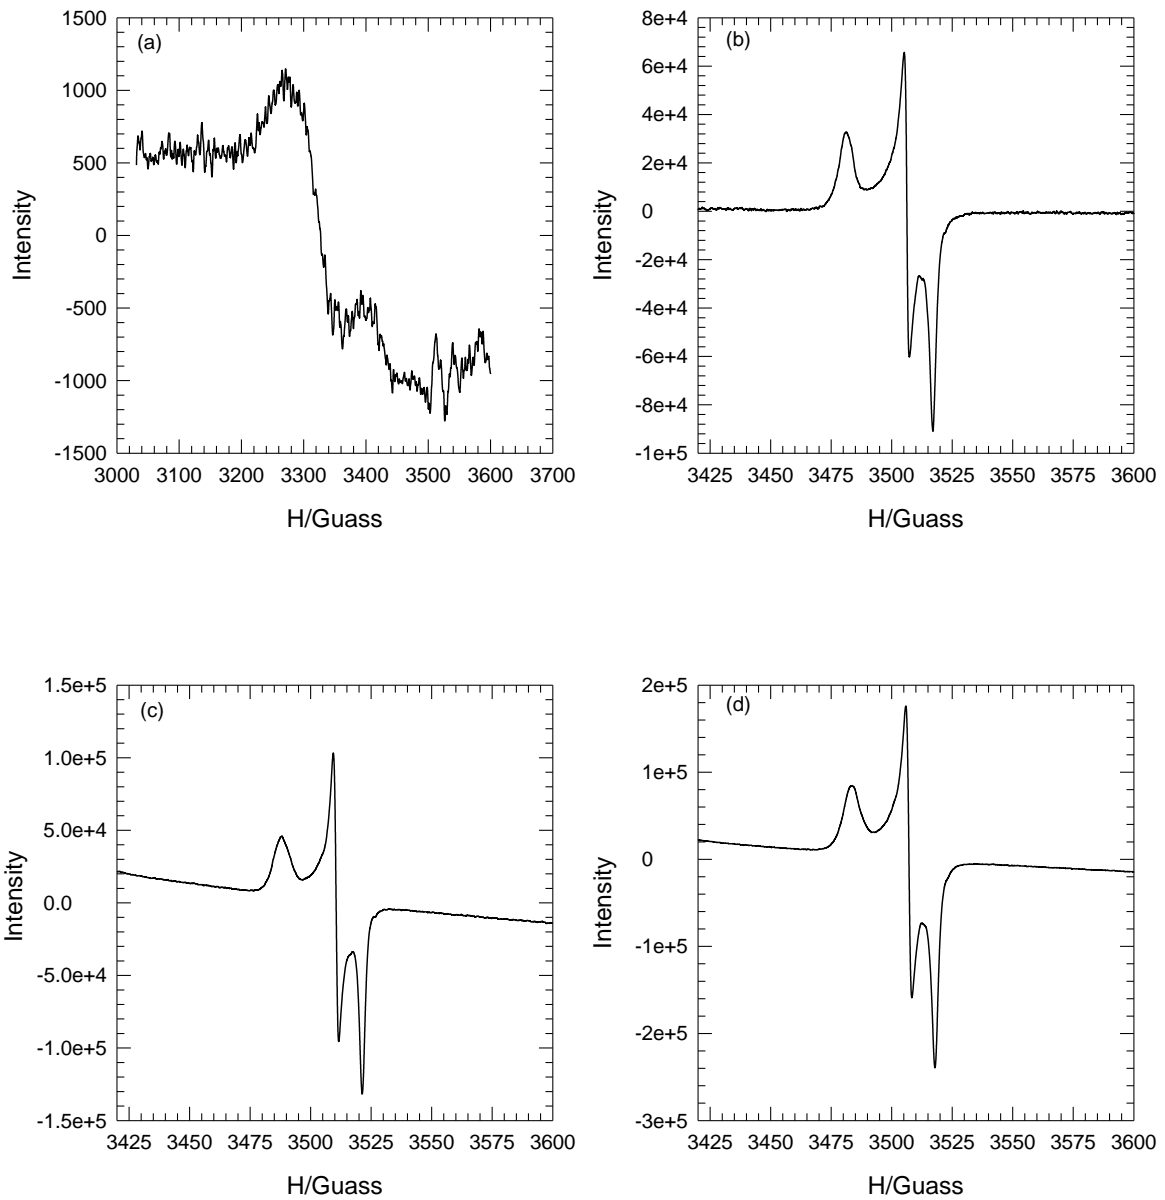 (a)
1500
1000
500
0
-500
-1000
-1500
Intensity
3000 3100 3200 3300 3400 3500 3600 3700
H/Guass
(b)
8e+4
6e+4
4e+4
2e+4
0
-2e+4
-4e+4
-6e+4
-8e+4
-1e+5
Intensity
3425 3450 3475 3500 3525 3550 3575 3600
H/Guass
(c)
1.5e+5
1.0e+5
5.0e+4
0.0
-5.0e+4
-1.0e+5
-1.5e+5
Intensity
3425 3450 3475 3500 3525 3550 3575 3600
H/Guass
(d)
2e+5
1e+5
0
-1e+5
-2e+5
-3e+5
Intensity
3425 3450 3475 3500 3525 3550 3575 3600
H/Guass